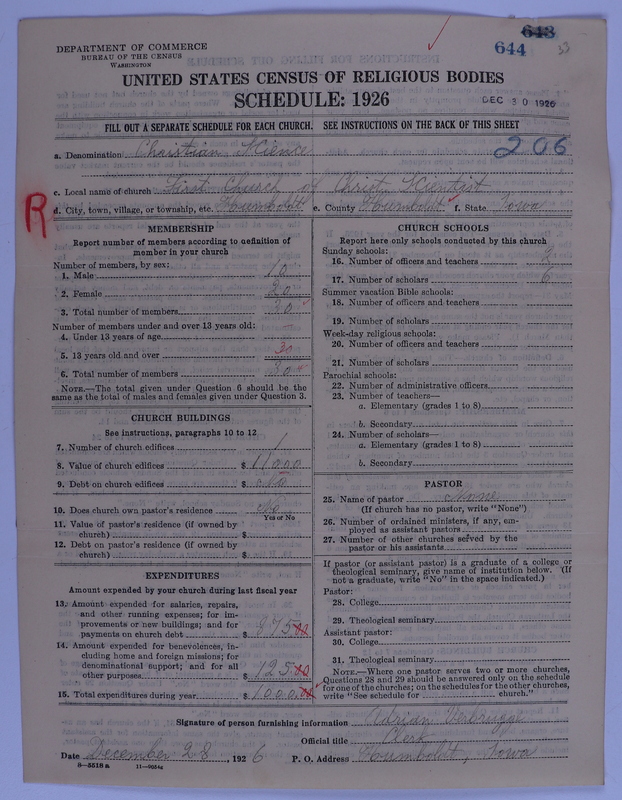 643
644
33
DEPARTMENT OF COMMERCE
BUREAU OF THE CENSUS
WASHINGTON
UNITED STATES CENSUS OF RELIGIOUS BODIES
SCHEDULE: 1926
DEC 30 1926
FILL OUT A SEPARATE SCHEDULE FOR EACH CHURCH. SEE INSTRUCTIONS ON THE BACK OF THIS SHEET
206
a. Denomination Christian Science
c. Local name of church First Church of Christ Scientist
d. City, town, village, or township, etc. Humboldt e. County Humboldt f. State Iowa
R
MEMBERSHIP
Report number of members according to definition of
member in your church
Number of members, by sex:
1. Male 10
2. Female 20
3. Total number of members 30
Number of members under and over 13 years old:
4. Under 13 years of age
5. 13 years old and over 30
6. Total number of members 30
NOTE.—The total given under Question 6 should be the
same as the total of males and females given under Question 3.
CHURCH BUILDINGS
See instructions, paragraphs 10 to 12
7. Number of church edifices 1
8. Value of church edifices $ 11000
9. Debt on church edifices $ No
10. Does church own pastor's residence No
Yes or No
11. Value of pastor's residence (if owned by
church) $
12. Debt on pastor's residence (if owned by
church) $
EXPENDITURES
Amount expended by your church during last fiscal year
13. Amount expended for salaries, repairs,
and other running expenses; for im-
provements or new buildings; and for
payments on church debt $ 875 00
14. Amount expended for benevolences, in-
cluding home and foreign missions; for
denominational support; and for all
other purposes $ 125 00
15. Total expenditures during year $ 1000 00
CHURCH SCHOOLS
Report here only schools conducted by this church
Sunday schools:
16. Number of officers and teachers
17. Number of scholars 6
Summer vacation Bible schools:
18. Number of officers and teachers
19. Number of scholars
Week-day religious schools:
20. Number of officers and teachers
21. Number of scholars
Parochial schools:
22. Number of administrative officers
23. Number of teachers—
a. Elementary (grades 1 to 8)
b. Secondary
24. Number of scholars—
a. Elementary (grades 1 to 8)
b. Secondary
PASTOR
25. Name of pastor None
(If church has no pastor, write "None")
26. Number of ordained ministers, if any, em-
ployed as assistant pastors
27. Number of other churches served by the
pastor or his assistants
If pastor (or assistant pastor) is a graduate of a college or
theological seminary, give name of institution below. (If
not a graduate, write "No" in the space indicated.)
Pastor:
28. College
29. Theological seminary
Assistant pastor:
30. College
31. Theological seminary
NOTE.—Where one pastor serves two or more churches,
Questions 28 and 29 should be answered only on the schedule
for one of the churches; on the schedules for the other churches,
write "See schedule for church."
Signature of person furnishing information Adrian
Official title Clerk
Date December 28, 1926 P. O. Address Humboldt, Iowa
8—5518 a 11—9054a